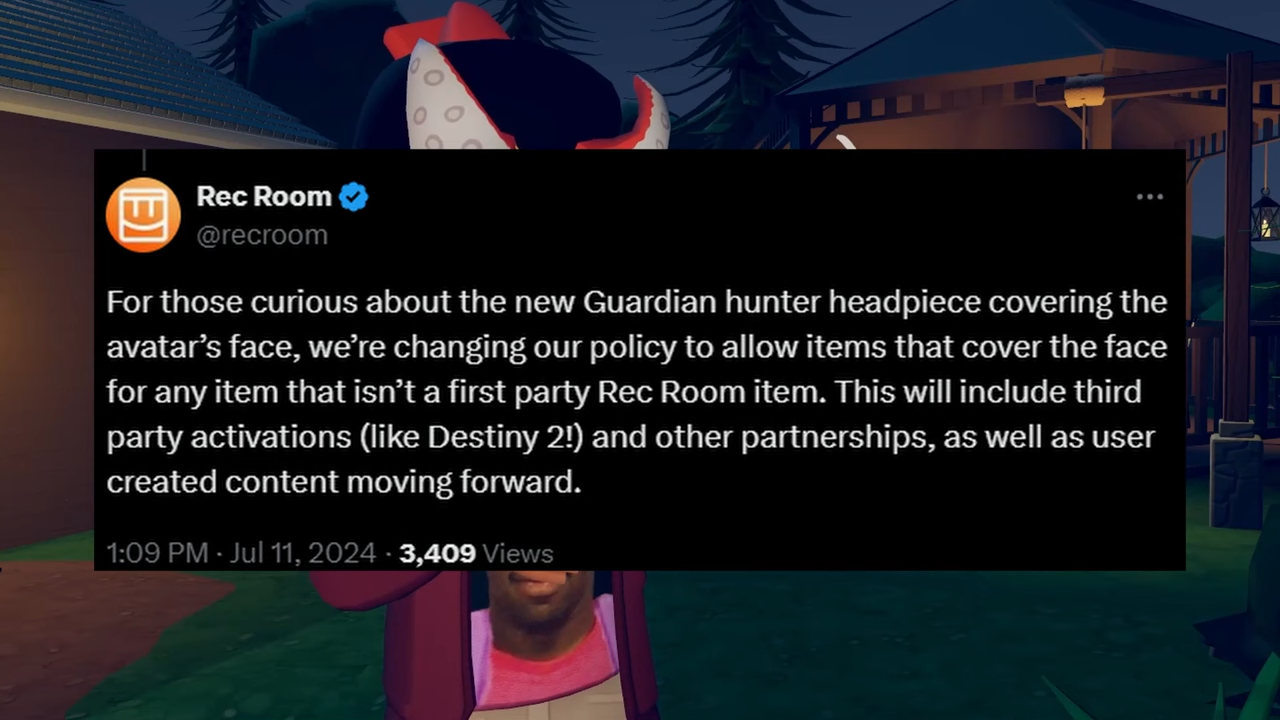 Rec Room
@recroom
For those curious about the new Guardian hunter headpiece covering the
avatar’s face, we’re changing our policy to allow items that cover the face
for any item that isn’t a first party Rec Room item. This will include third
party activations (like Destiny 2!) and other partnerships, as well as user
created content moving forward.
1:09 PM · Jul 11, 2024 · 3,409 Views